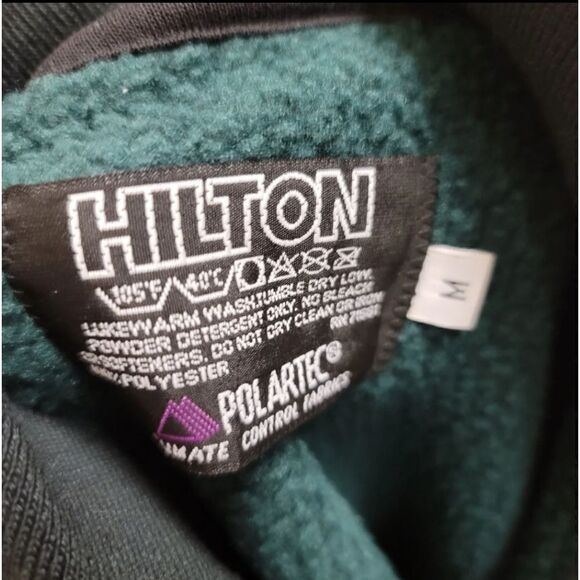 HILTON
105°F 40°C
LUKEWARM WASH.TUMBLE DRY LOW.
POWDER DETERGENT ONLY. NO BLEACH
SOFTENERS. DO NOT DRY CLEAN OR IRON.
POLYESTER
POLARTEC®
CLIMATE CONTROL FABRICS
M